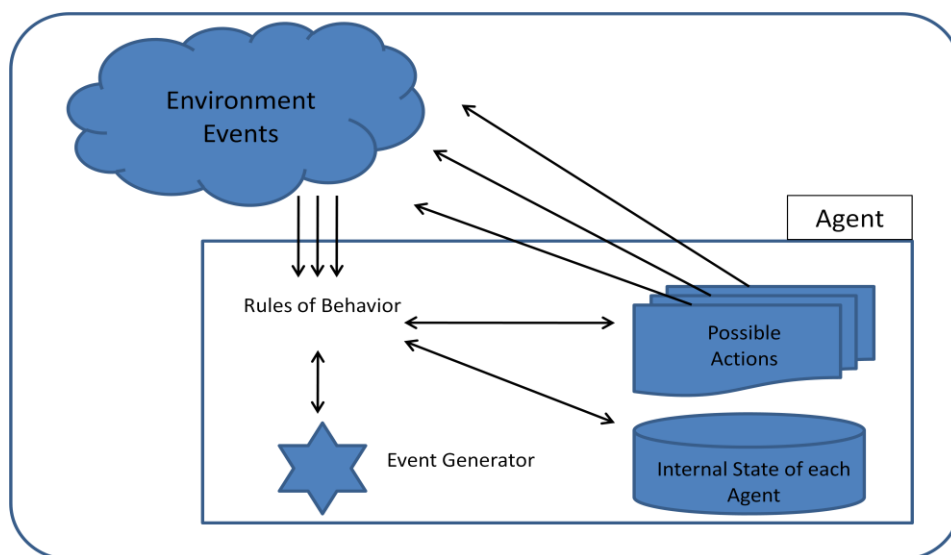 Environment
Events
Agent
Rules of Behavior
Possible
Actions
Event Generator
Internal State of each
Agent